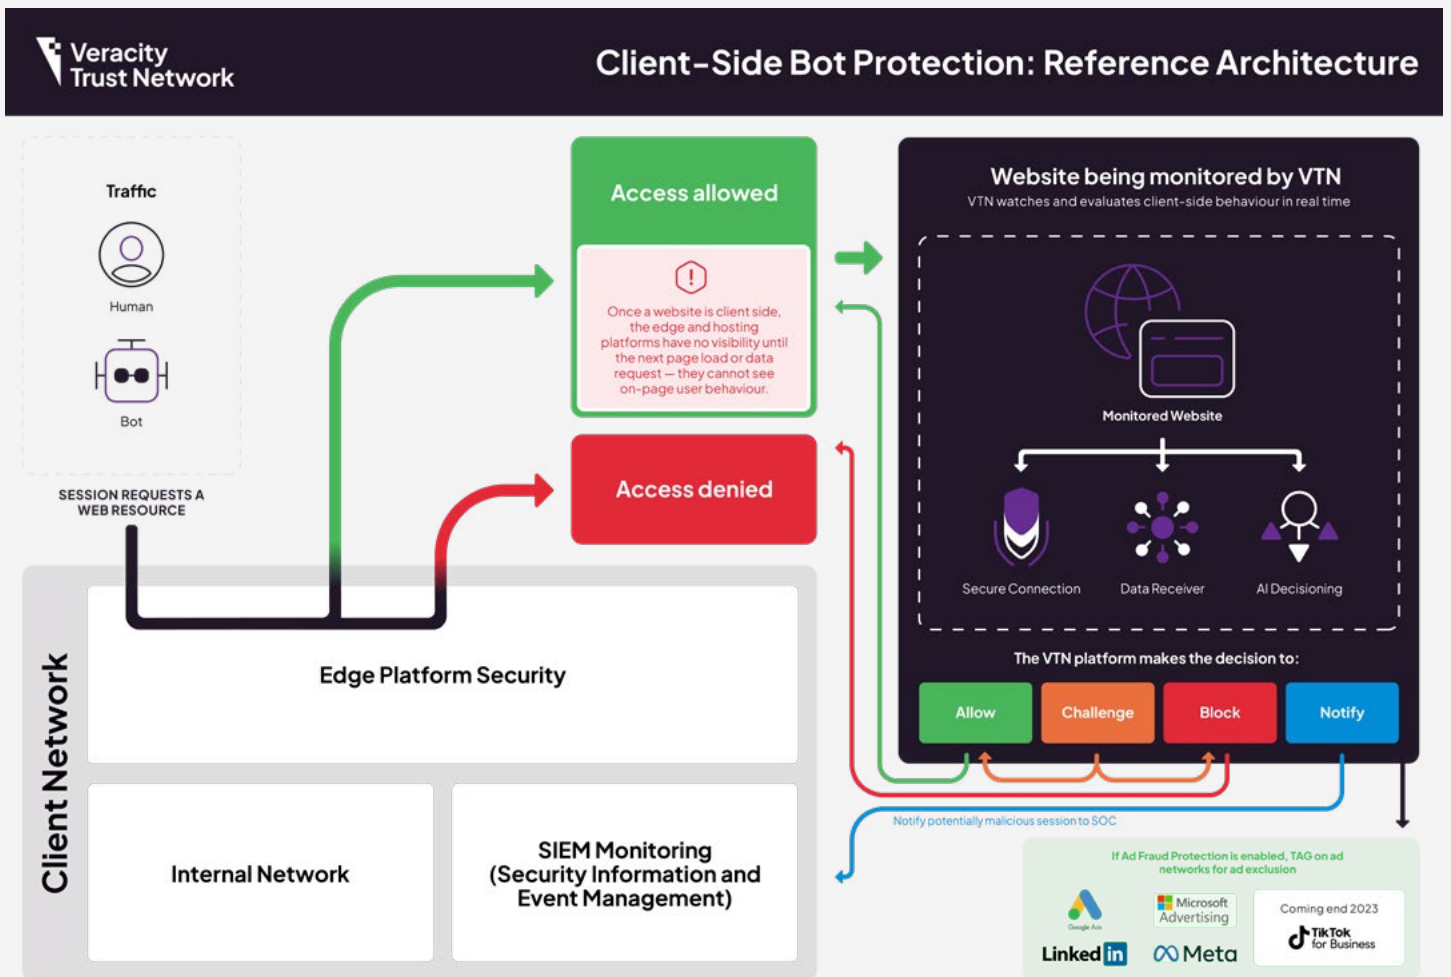 Veracity
Trust Network
Client-Side Bot Protection: Reference Architecture
Traffic
Human
Bot
SESSION REQUESTS A
WEB RESOURCE
Access allowed
Once a website is client side,
the edge and hosting
platforms have no visibility until
the next page load or data
request — they cannot see
on-page user behaviour.
Access denied
Website being monitored by VTN
VTN watches and evaluates client-side behaviour in real time
Monitored Website
Secure Connection
Data Receiver
AI Decisioning
The VTN platform makes the decision to:
Allow
Challenge
Block
Notify
Client Network
Edge Platform Security
Internal Network
SIEM Monitoring
(Security Information and
Event Management)
Notify potentially malicious session to SOC
If Ad Fraud Protection is enabled, TAG on ad
networks for ad exclusion
Google Ads
Microsoft
Advertising
Linked in
Meta
Coming end 2023
TikTok
for Business